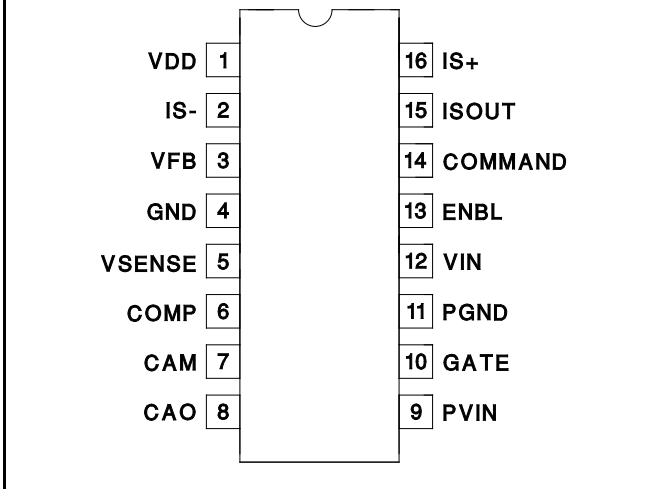 VDD 1 16 IS+
IS- 2 15 ISOUT
VFB 3 14 COMMAND
GND 4 13 ENBL
VSENSE 5 12 VIN
COMP 6 11 PGND
CAM 7 10 GATE
CAO 8 9 PVIN